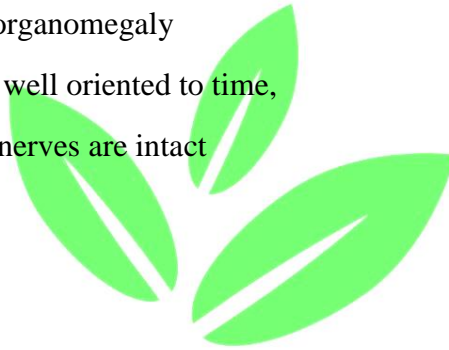 organomegaly
well oriented to time,
nerves are intact